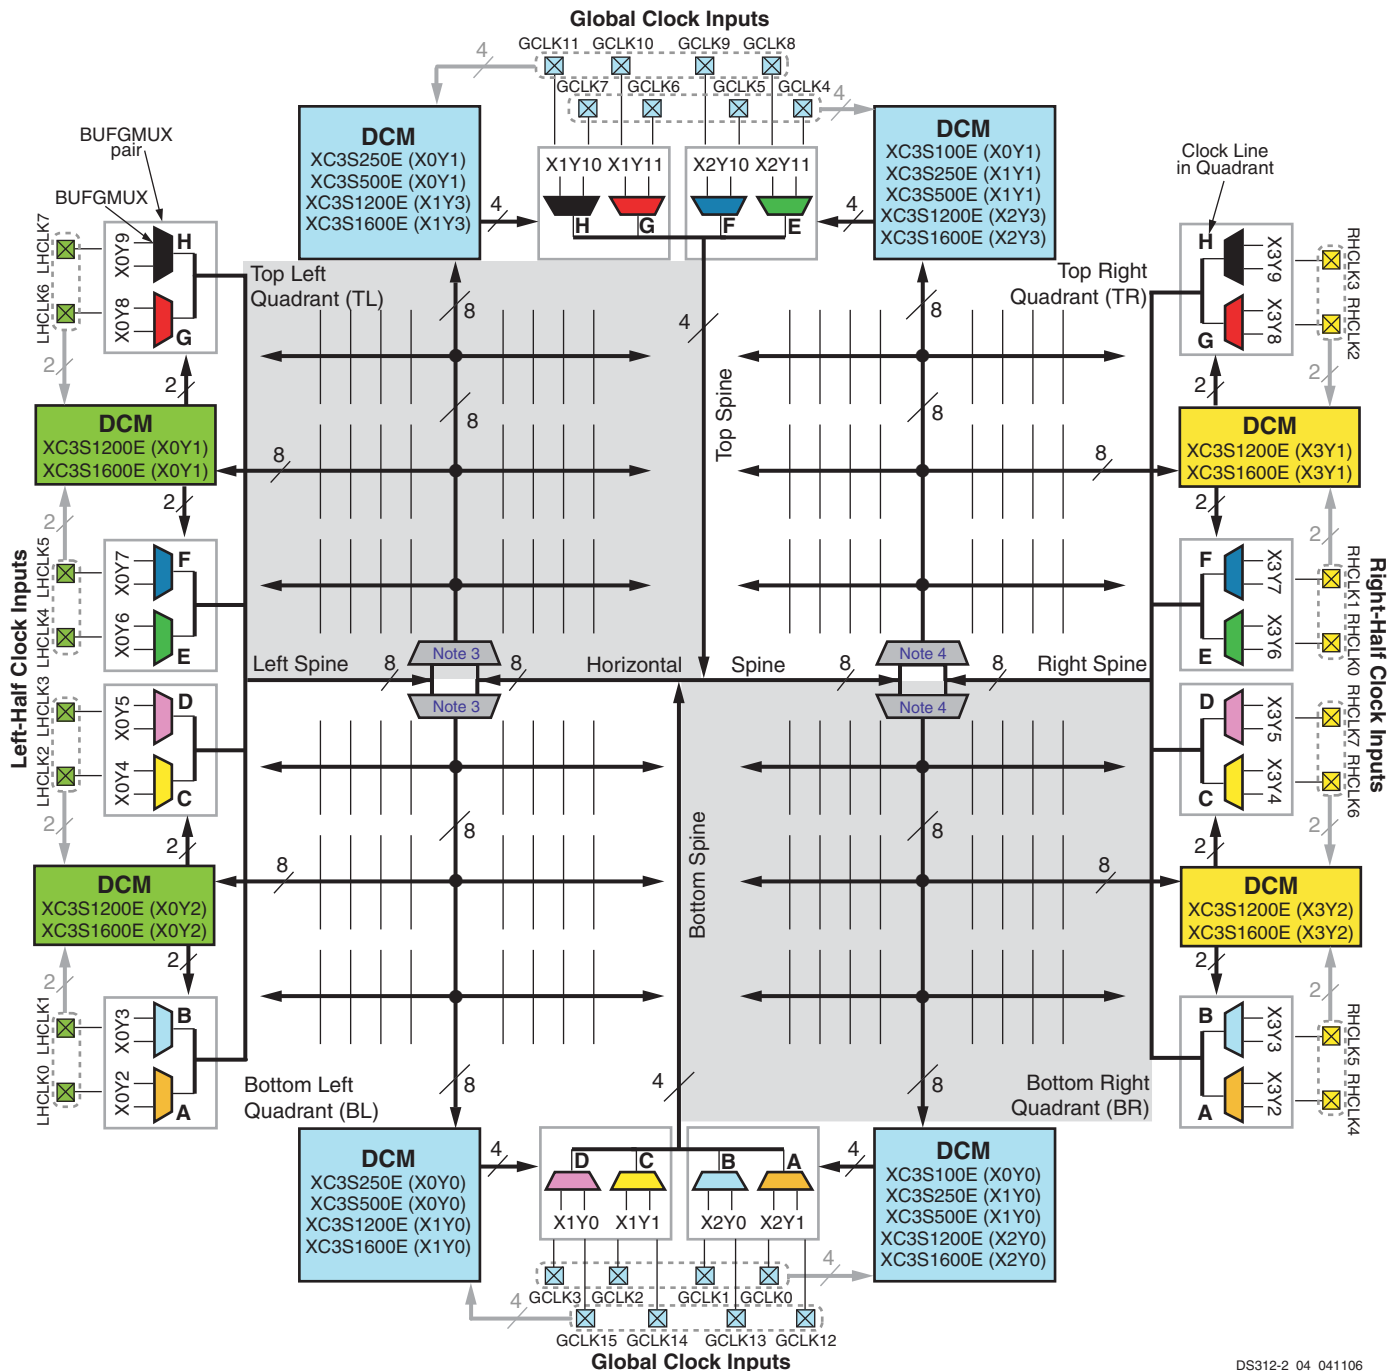 Global Clock Inputs
GCLK11 GCLK10 GCLK9 GCLK8
4
GCLK7 GCLK6 GCLK5 GCLK4
4
DCM
XC3S250E (X0Y1)
XC3S500E (X0Y1)
XC3S1200E (X1Y3)
XC3S1600E (X1Y3)
4
X1Y10 X1Y11
H G
X2Y10 X2Y11
F E
4
DCM
XC3S100E (X0Y1)
XC3S250E (X1Y1)
XC3S500E (X1Y1)
XC3S1200E (X2Y3)
XC3S1600E (X2Y3)
BUFGMUX
pair
BUFGMUX
Clock Line
in Quadrant
LHCLK7
LHCLK6
X0Y9
H
X0Y8
G
2
2
DCM
XC3S1200E (X0Y1)
XC3S1600E (X0Y1)
8
2
2
Left-Half Clock Inputs
LHCLK5
LHCLK4
X0Y7
F
X0Y6
E
LHCLK3
LHCLK2
X0Y5
D
X0Y4
C
2
2
DCM
XC3S1200E (X0Y2)
XC3S1600E (X0Y2)
8
2
2
LHCLK1
LHCLK0
X0Y3
B
X0Y2
A
Top Left
Quadrant (TL)
8
8
4
Top Spine
Top Right
Quadrant (TR)
8
8
Note 3
Note 4
Left Spine
8
8
Horizontal
Spine
8
8
Right Spine
Note 3
Note 4
8
8
Bottom Spine
4
8
8
Bottom Left
Quadrant (BL)
Bottom Right
Quadrant (BR)
H
X3Y9
G
X3Y8
RHCLK3
RHCLK2
2
2
DCM
XC3S1200E (X3Y1)
XC3S1600E (X3Y1)
8
2
2
Right-Half Clock Inputs
F
X3Y7
E
X3Y6
RHCLK1
RHCLK0
D
X3Y5
C
X3Y4
RHCLK7
RHCLK6
2
2
DCM
XC3S1200E (X3Y2)
XC3S1600E (X3Y2)
8
2
2
B
X3Y3
A
X3Y2
RHCLK5
RHCLK4
DCM
XC3S250E (X0Y0)
XC3S500E (X0Y0)
XC3S1200E (X1Y0)
XC3S1600E (X1Y0)
4
D C
X1Y0 X1Y1
B A
X2Y0 X2Y1
4
DCM
XC3S100E (X0Y0)
XC3S250E (X1Y0)
XC3S500E (X1Y0)
XC3S1200E (X2Y0)
XC3S1600E (X2Y0)
4
GCLK3 GCLK2 GCLK1 GCLK0
4
GCLK15 GCLK14 GCLK13 GCLK12
Global Clock Inputs
DS312-2_04_041106